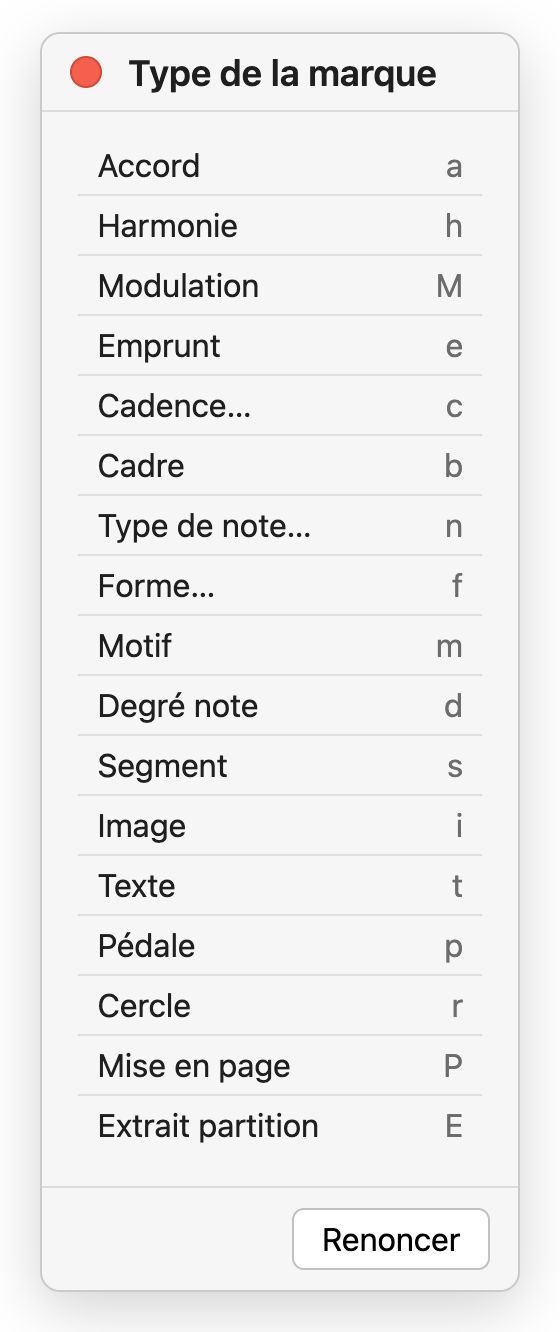 Type de la marque
Accord a
Harmonie h
Modulation M
Emprunt e
Cadence... c
Cadre b
Type de note... n
Forme... f
Motif m
Degré note d
Segment s
Image i
Texte t
Pédale p
Cercle r
Mise en page P
Extrait partition E
Renoncer